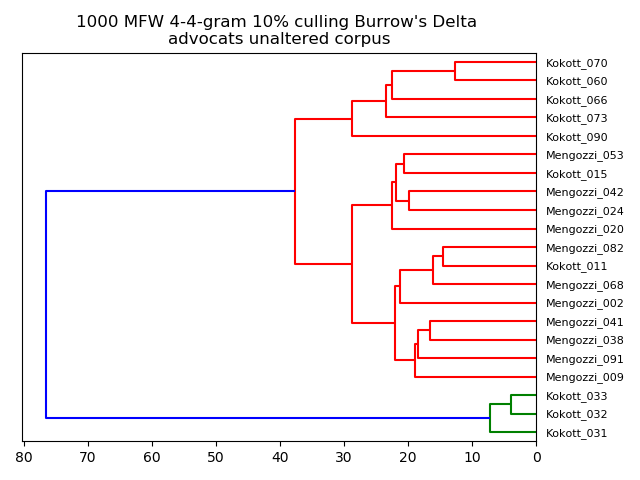 1000 MFW 4-4-gram 10% culling Burrow's Delta
advocats unaltered corpus
Kokott_070
Kokott_060
Kokott_066
Kokott_073
Kokott_090
Mengozzi_053
Kokott_015
Mengozzi_042
Mengozzi_024
Mengozzi_020
Mengozzi_082
Kokott_011
Mengozzi_068
Mengozzi_002
Mengozzi_041
Mengozzi_038
Mengozzi_091
Mengozzi_009
Kokott_033
Kokott_032
Kokott_031
80 70 60 50 40 30 20 10 0